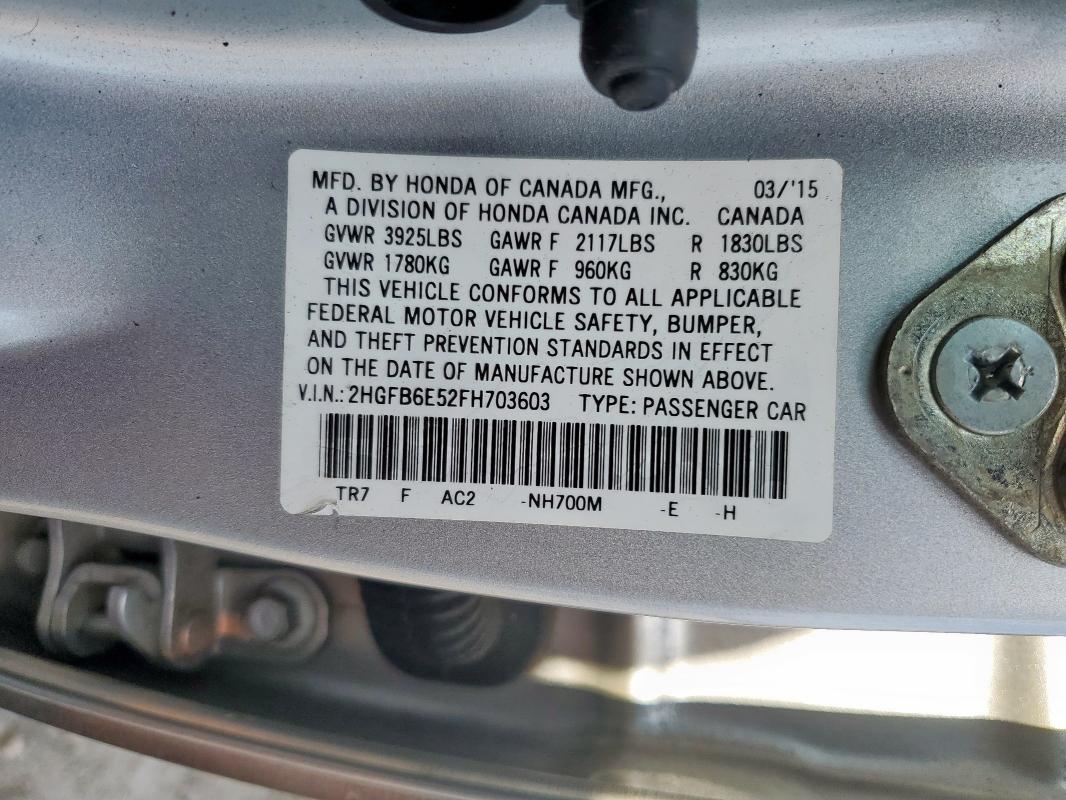 MFD. BY HONDA OF CANADA MFG., 03/'15
A DIVISION OF HONDA CANADA INC. CANADA
GVWR 3925LBS GAWR F 2117LBS R 1830LBS
GVWR 1780KG GAWR F 960KG R 830KG
THIS VEHICLE CONFORMS TO ALL APPLICABLE
FEDERAL MOTOR VEHICLE SAFETY, BUMPER,
AND THEFT PREVENTION STANDARDS IN EFFECT
ON THE DATE OF MANUFACTURE SHOWN ABOVE.
V.I.N.: 2HGFB6E52FH703603 TYPE: PASSENGER CAR
TR7 F AC2 -NH700M -E -H